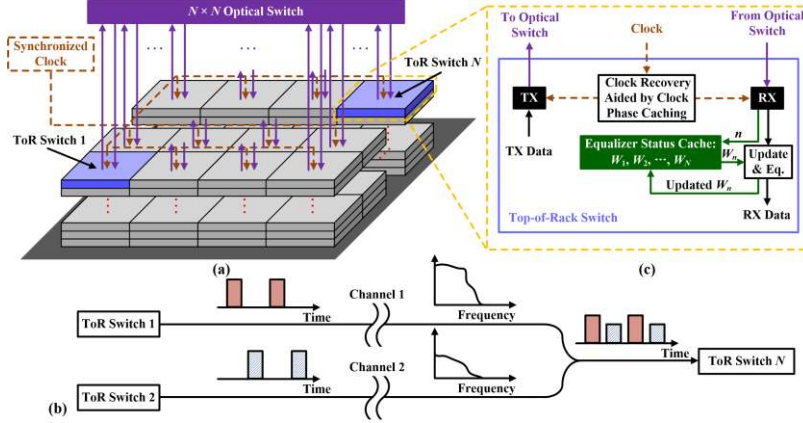 N × N Optical Switch
Synchronized
Clock
...
...
...
ToR Switch N
ToR Switch 1
(a)
To Optical
Switch
From Optical
Switch
Clock
TX
Clock Recovery
Aided by Clock
Phase Caching
RX
TX Data
n
Equalizer Status Cache:
W₁, W₂, ⋯, W_N
W_n
Update
& Eq.
Updated W_n
RX Data
Top-of-Rack Switch
(c)
Channel 1
ToR Switch 1
Time
Frequency
Channel 2
ToR Switch 2
Time
Frequency
Time
ToR Switch N
(b)